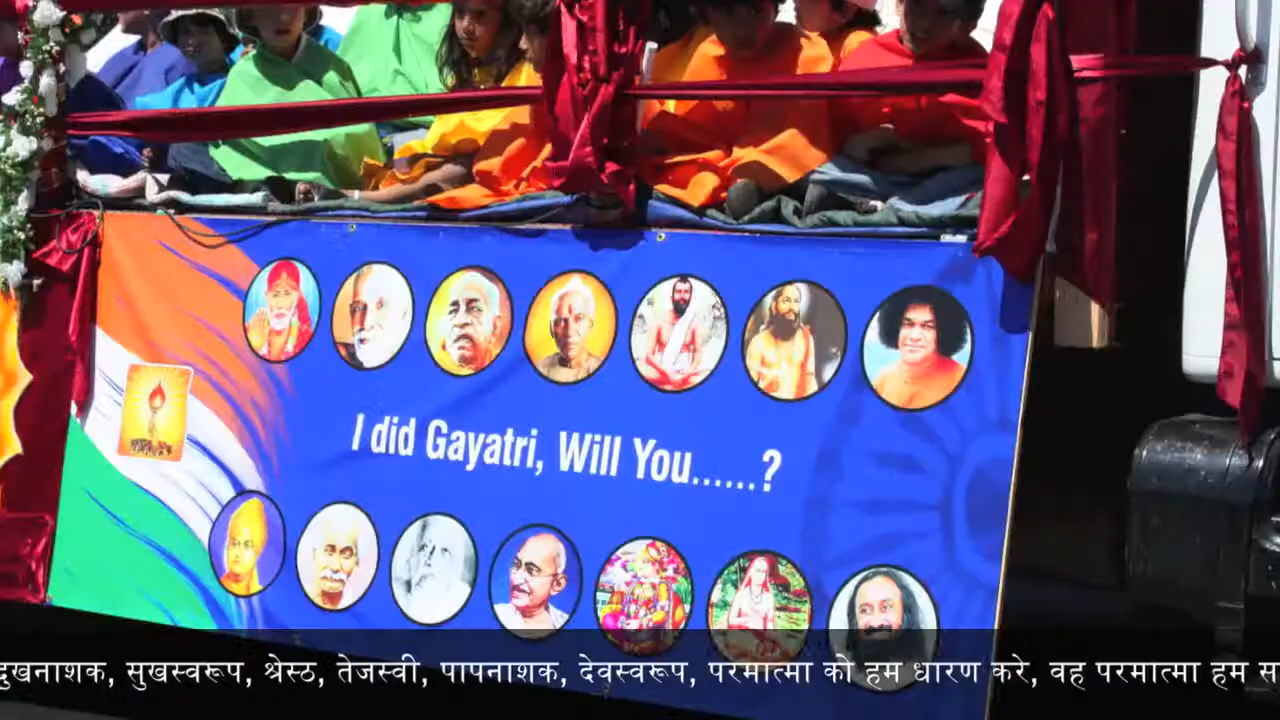 I did Gayatri, Will You......?
दुखनाशक, सुखस्वरूप, श्रेस्ठ, तेजस्वी, पापनाशक, देवस्वरूप, परमात्मा को हम धारण करे, वह परमात्मा हम